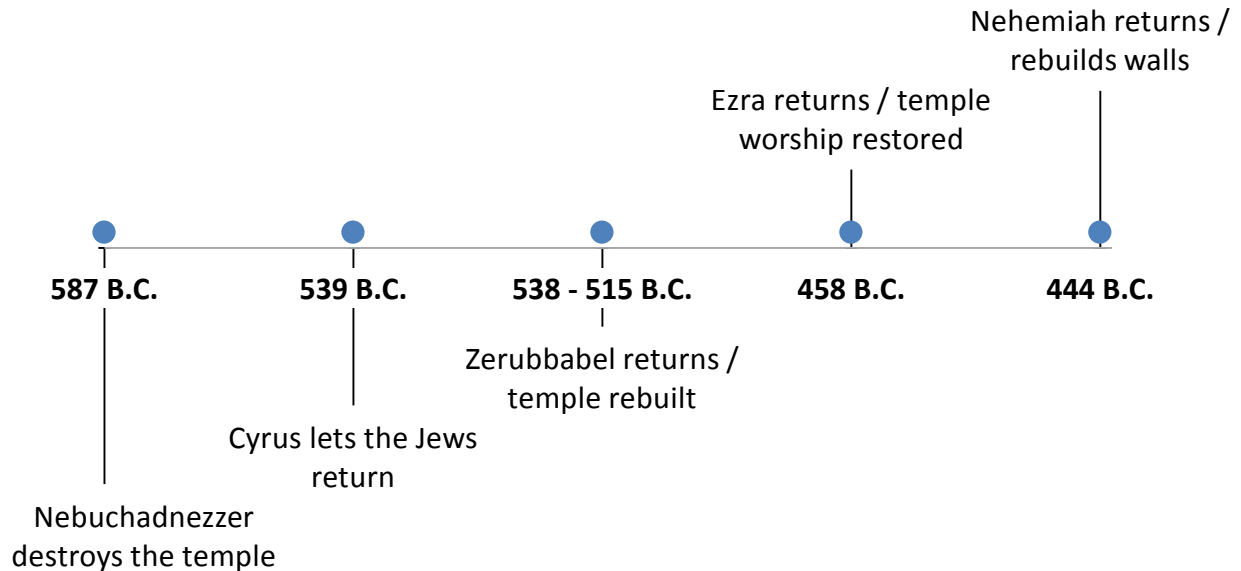 Nehemiah returns /
rebuilds walls
Ezra returns / temple
worship restored
587 B.C.
539 B.C.
538 - 515 B.C.
458 B.C.
444 B.C.
Zerubbabel returns /
temple rebuilt
Cyrus lets the Jews
return
Nebuchadnezzer
destroys the temple